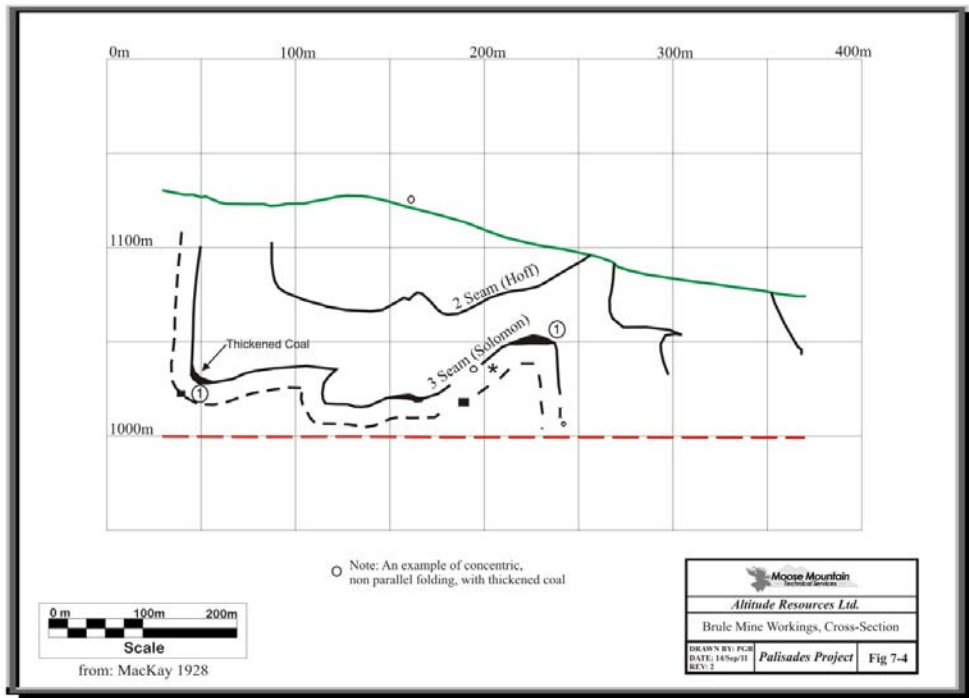 0m 100m 200m 300m 400m
1100m
2 Seam (Hoff)
3 Seam (Solomon)
1
Thickened Coal
1
*
1000m
Note: An example of concentric,
non parallel folding, with thickened coal
0 m 100m 200m
Scale
from: MacKay 1928
Moose Mountain
Technical Services
Altitude Resources Ltd.
Brule Mine Workings, Cross-Section
DRAWN BY: PGR
DATE: 14/Sep/11
REV: 2
Palisades Project
Fig 7-4